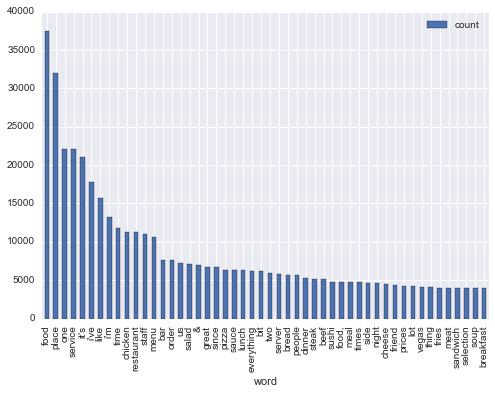 40000
35000
30000
25000
20000
15000
10000
5000
0
count
food
place
one
service
it's
i've
like
i'm
time
chicken
restaurant
staff
menu
bar
order
us
salad
&
great
since
pizza
sauce
lunch
everything
bit
two
server
bread
people
dinner
steak
beef
sushi
food,
meal
times
side
night
cheese
friend
prices
lot
vegas
thing
fries
meat
sandwich
selection
soup
breakfast
word